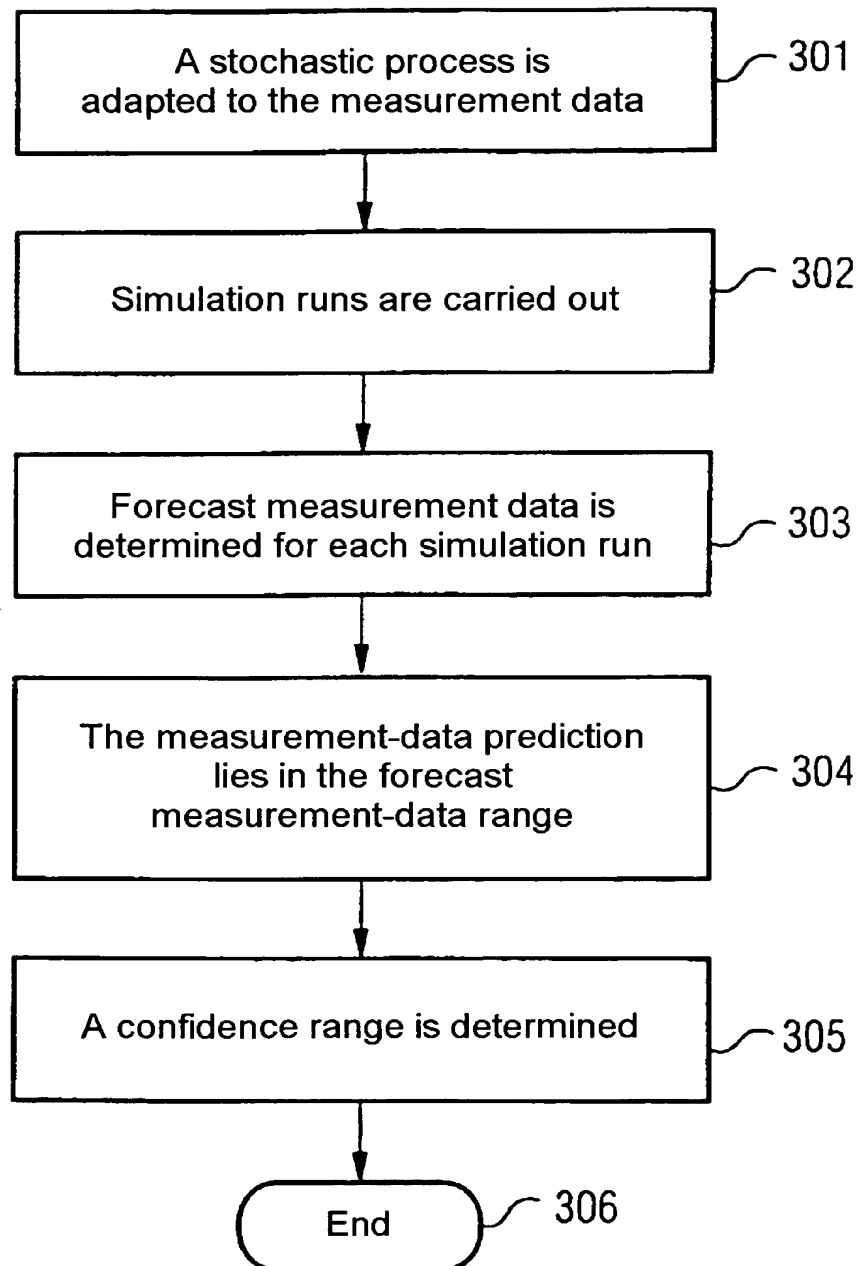 A stochastic process is
adapted to the measurement data
301
Simulation runs are carried out
302
Forecast measurement data is
determined for each simulation run
303
The measurement-data prediction
lies in the forecast
measurement-data range
304
A confidence range is determined
305
End
306